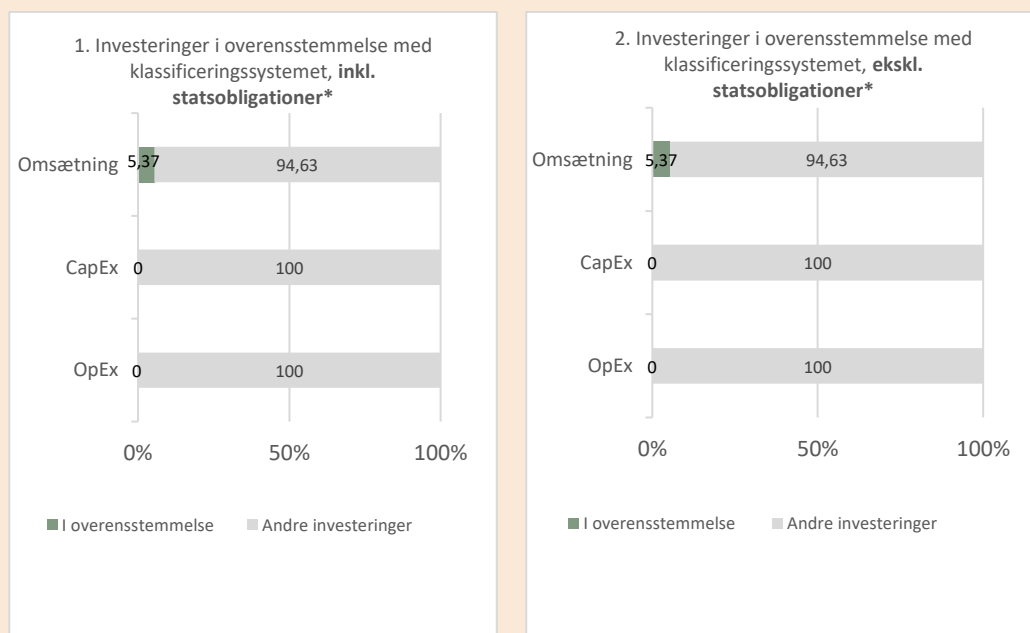 1. Investeringer i overensstemmelse med
klassificeringssystemet, inkl.
statsobligationer*
Omsætning 5,37 94,63
CapEx 0 100
OpEx 0 100
0% 50% 100%
I overensstemmelse Andre investeringer
2. Investeringer i overensstemmelse med
klassificeringssystemet, ekskl.
statsobligationer*
Omsætning 5,37 94,63
CapEx 0 100
OpEx 0 100
0% 50% 100%
I overensstemmelse Andre investeringer